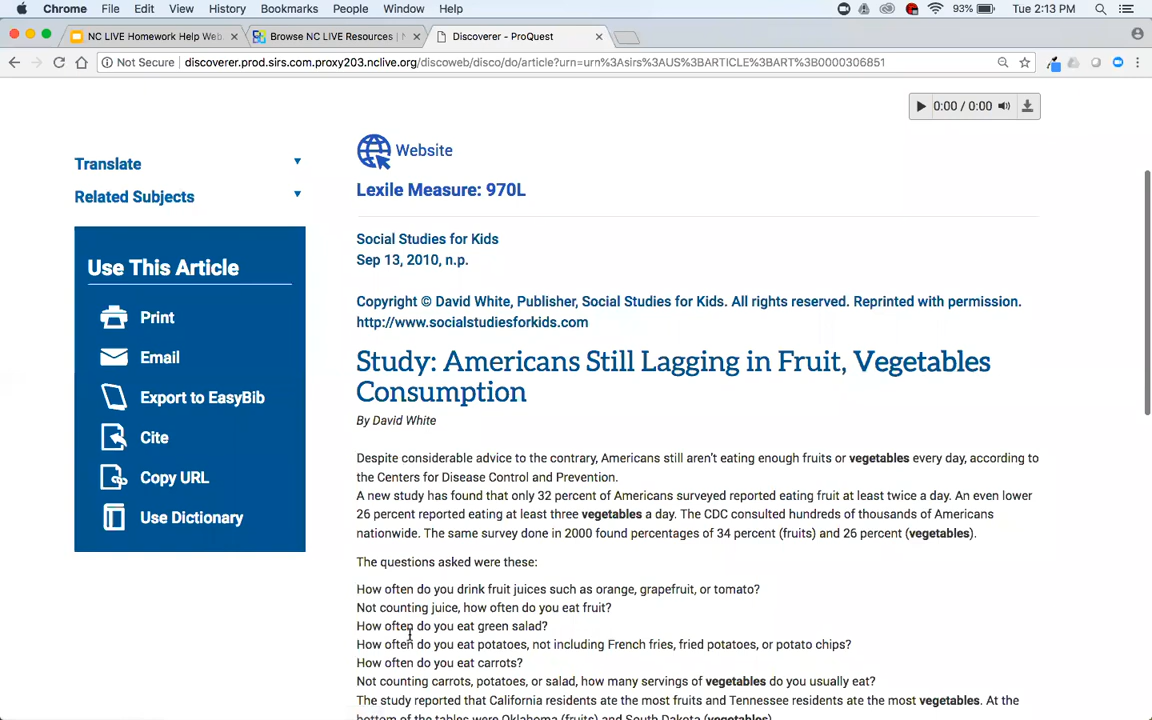 Chrome File Edit View History Bookmarks People Window Help 93% Tue 2:13 PM
NC LIVE Homework Help Web × Browse NC LIVE Resources | N × Discoverer - ProQuest ×
Not Secure | discoverer.prod.sirs.com.proxy203.nclive.org/discoweb/disco/do/article?urn=urn%3Asirs%3AUS%3BARTICLE%3BART%3B0000306851
0:00 / 0:00
Translate
Related Subjects
Use This Article
Print
Email
Export to EasyBib
Cite
Copy URL
Use Dictionary
Website
Lexile Measure: 970L
Social Studies for Kids
Sep 13, 2010, n.p.
Copyright © David White, Publisher, Social Studies for Kids. All rights reserved. Reprinted with permission.
http://www.socialstudiesforkids.com
Study: Americans Still Lagging in Fruit, Vegetables
Consumption
By David White
Despite considerable advice to the contrary, Americans still aren't eating enough fruits or vegetables every day, according to
the Centers for Disease Control and Prevention.
A new study has found that only 32 percent of Americans surveyed reported eating fruit at least twice a day. An even lower
26 percent reported eating at least three vegetables a day. The CDC consulted hundreds of thousands of Americans
nationwide. The same survey done in 2000 found percentages of 34 percent (fruits) and 26 percent (vegetables).
The questions asked were these:
How often do you drink fruit juices such as orange, grapefruit, or tomato?
Not counting juice, how often do you eat fruit?
How often do you eat green salad?
How often do you eat potatoes, not including French fries, fried potatoes, or potato chips?
How often do you eat carrots?
Not counting carrots, potatoes, or salad, how many servings of vegetables do you usually eat?
The study reported that California residents ate the most fruits and Tennessee residents ate the most vegetables. At the
bottom of the tables were Oklahoma (fruits) and South Dakota (vegetables).